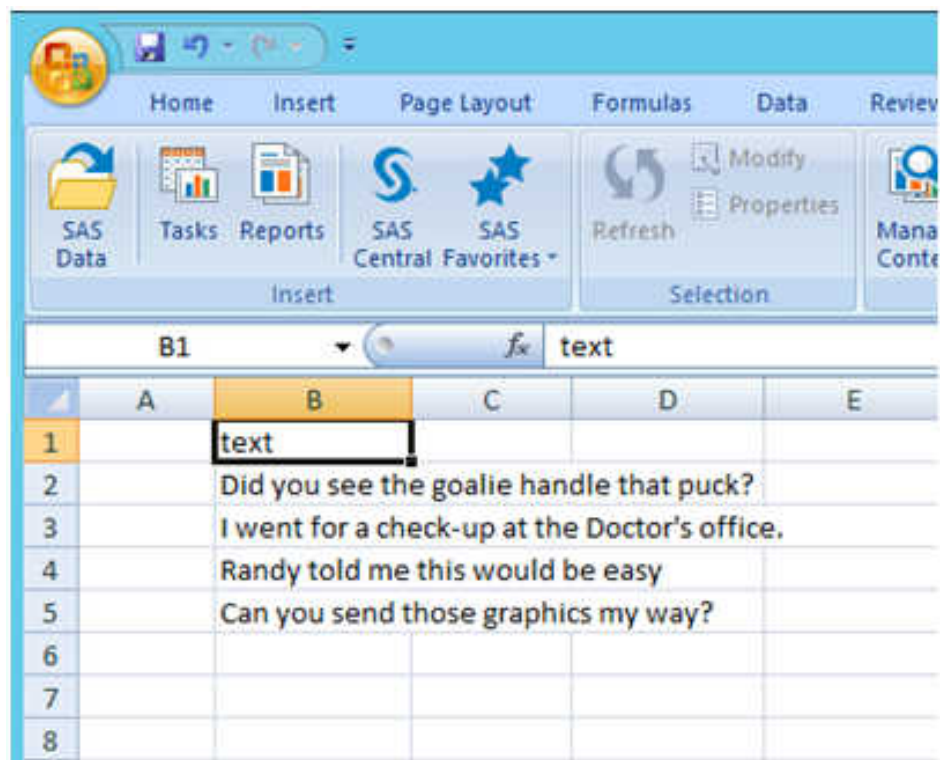 Home Insert Page Layout Formulas Data Review
SAS Data Tasks Reports SAS Central SAS Favorites Refresh Modify Properties
Insert Selection
B1 fx text
A B C D E
1 text
2 Did you see the goalie handle that puck?
3 I went for a check-up at the Doctor's office.
4 Randy told me this would be easy
5 Can you send those graphics my way?
6
7
8